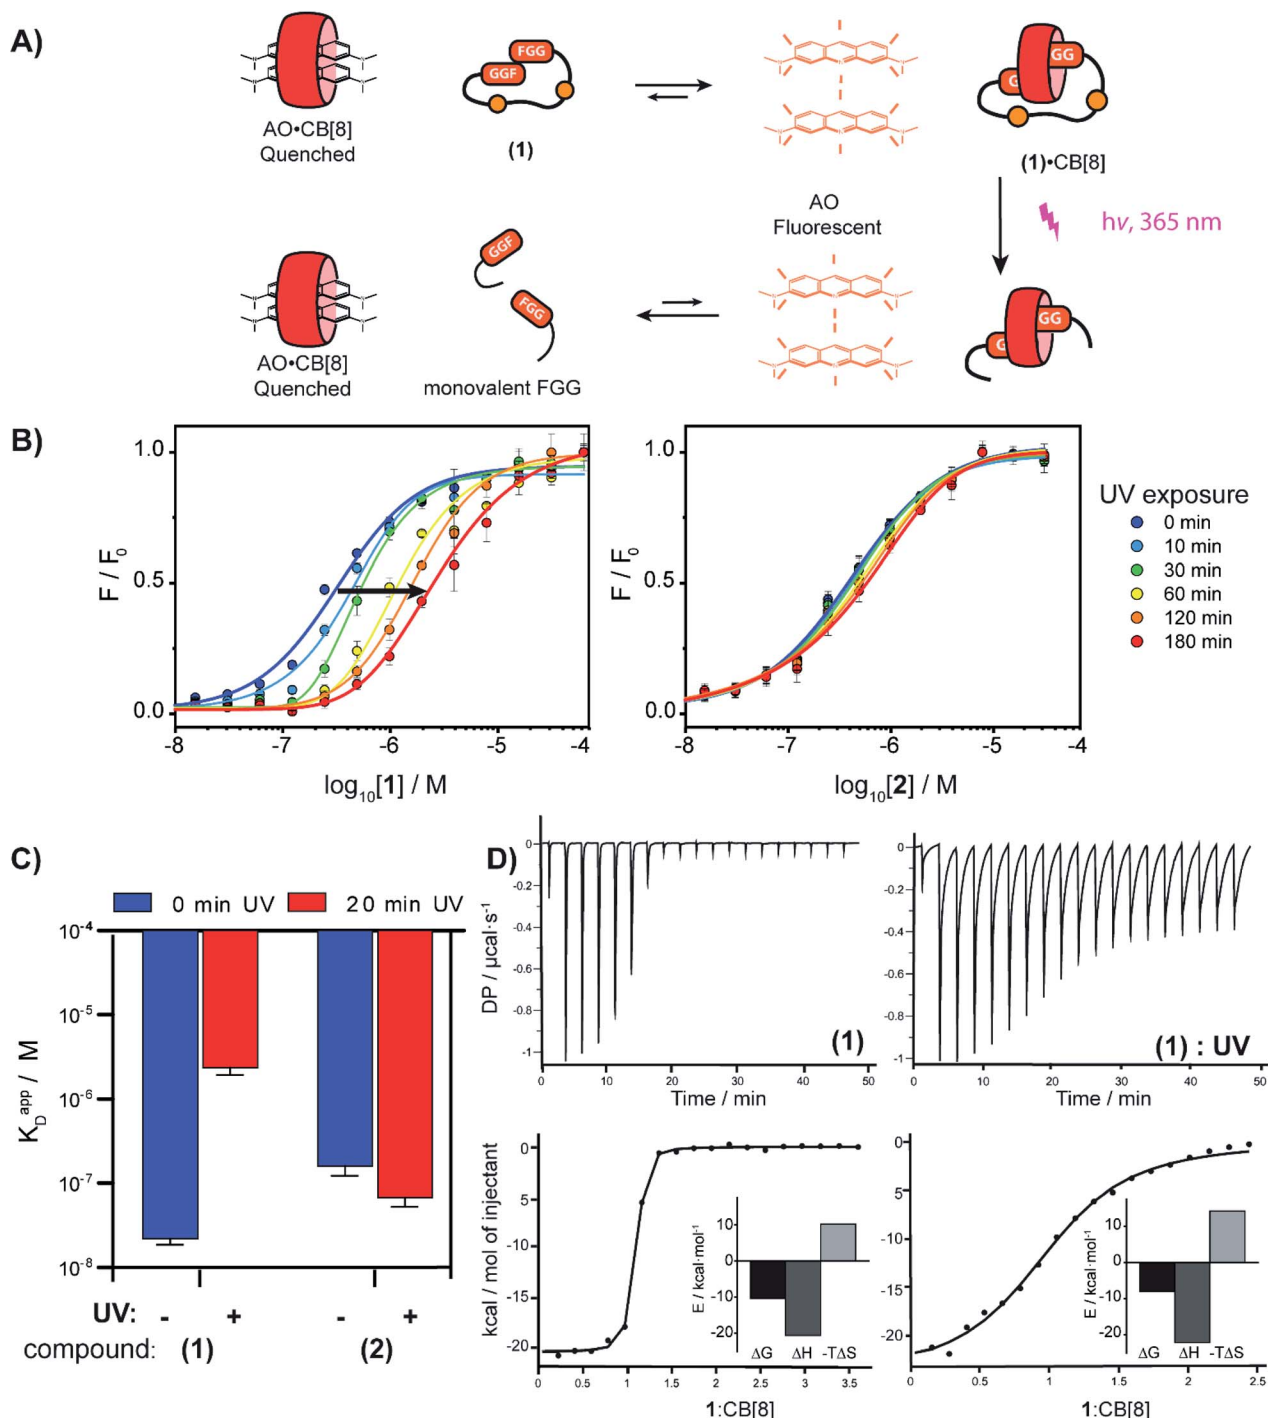 A)
FGG
GGF
GG
G
AO•CB[8]
Quenched
(1)
(1)•CB[8]
AO
Fluorescent
hν, 365 nm
GGF
FGG
GG
G
AO•CB[8]
Quenched
monovalent FGG
B)
F / F0
1.0
0.5
0.0
-8 -7 -6 -5 -4
log10[1] / M
F / F0
1.0
0.5
0.0
-8 -7 -6 -5 -4
log10[2] / M
UV exposure
0 min
10 min
30 min
60 min
120 min
180 min
C)
0 min UV 20 min UV
KD app / M
10-4
10-5
10-6
10-7
10-8
UV: - + - +
compound: (1) (2)
D)
DP / µcal·s-1
0
-0.2
-0.4
-0.6
-0.8
-1
0 10 20 30 40 50
Time / min
(1)
0
-0.2
-0.4
-0.6
-0.8
-1
0 10 20 30 40 50
Time / min
(1) : UV
kcal / mol of injectant
0
-5
-10
-15
-20
0 0.5 1 1.5 2 2.5 3 3.5
1:CB[8]
E / kcal·mol-1
10
0
-10
-20
ΔG ΔH -TΔS
0
-5
-10
-15
-20
0 0.5 1 1.5 2 2.5
1:CB[8]
E / kcal·mol-1
10
0
-10
-20
ΔG ΔH -TΔS